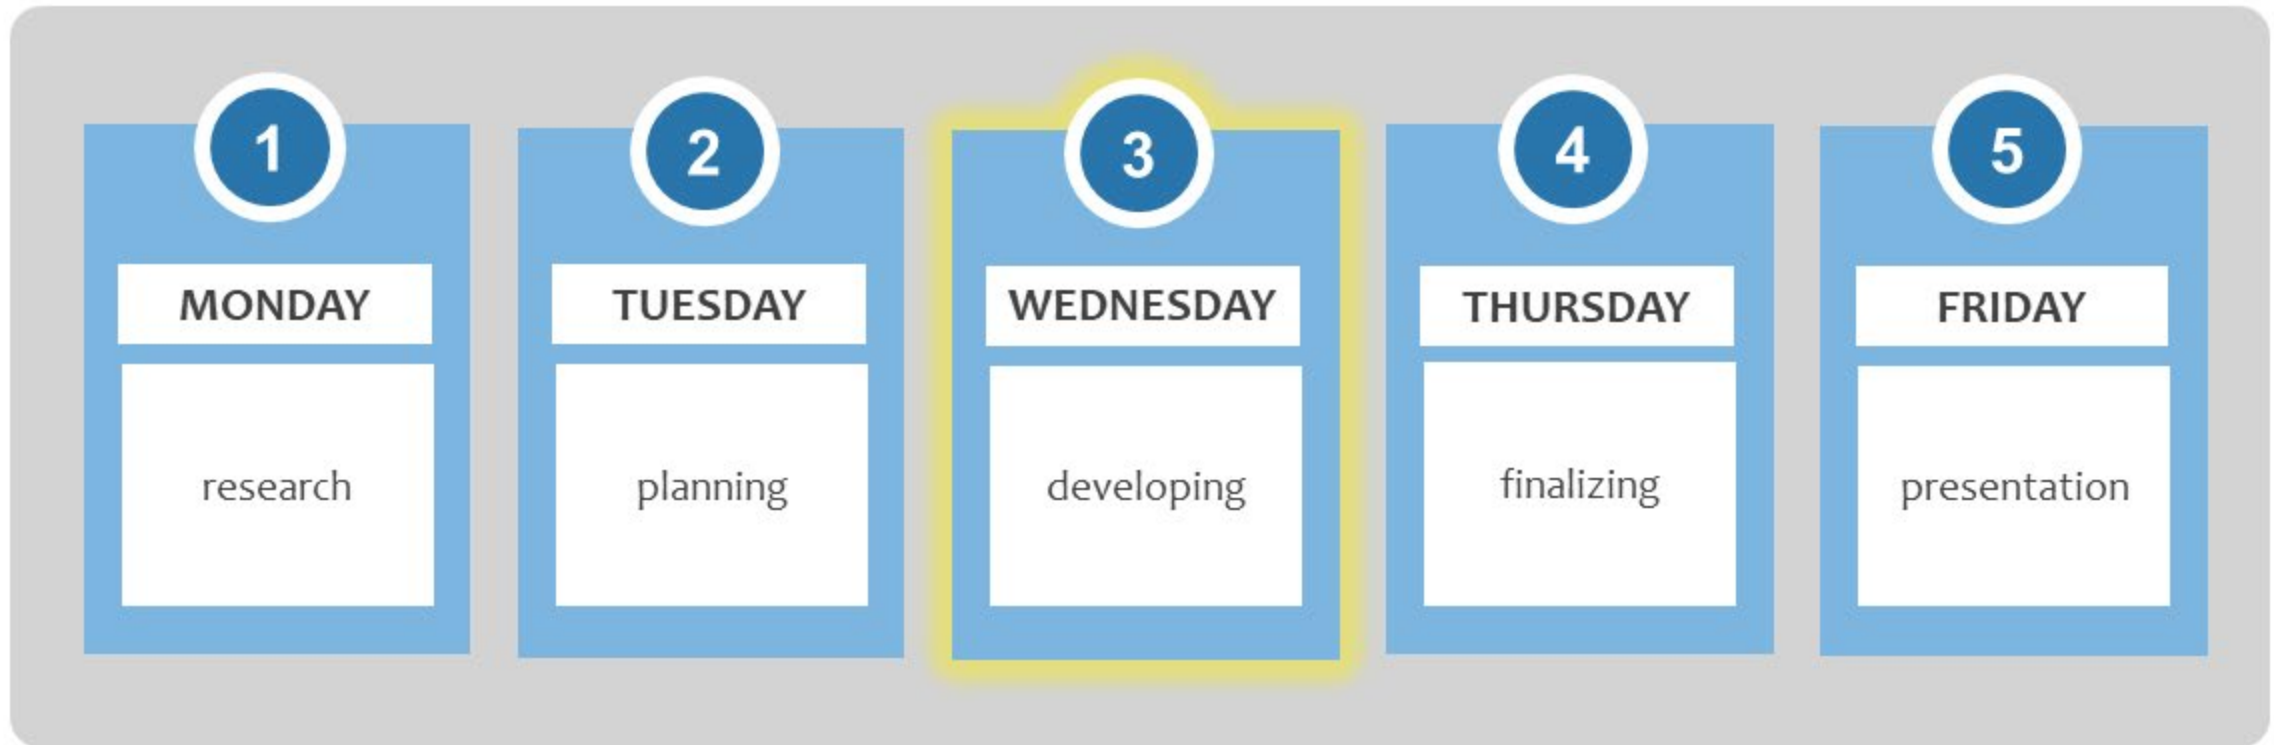 1
MONDAY
research
2
TUESDAY
planning
3
WEDNESDAY
developing
4
THURSDAY
finalizing
5
FRIDAY
presentation